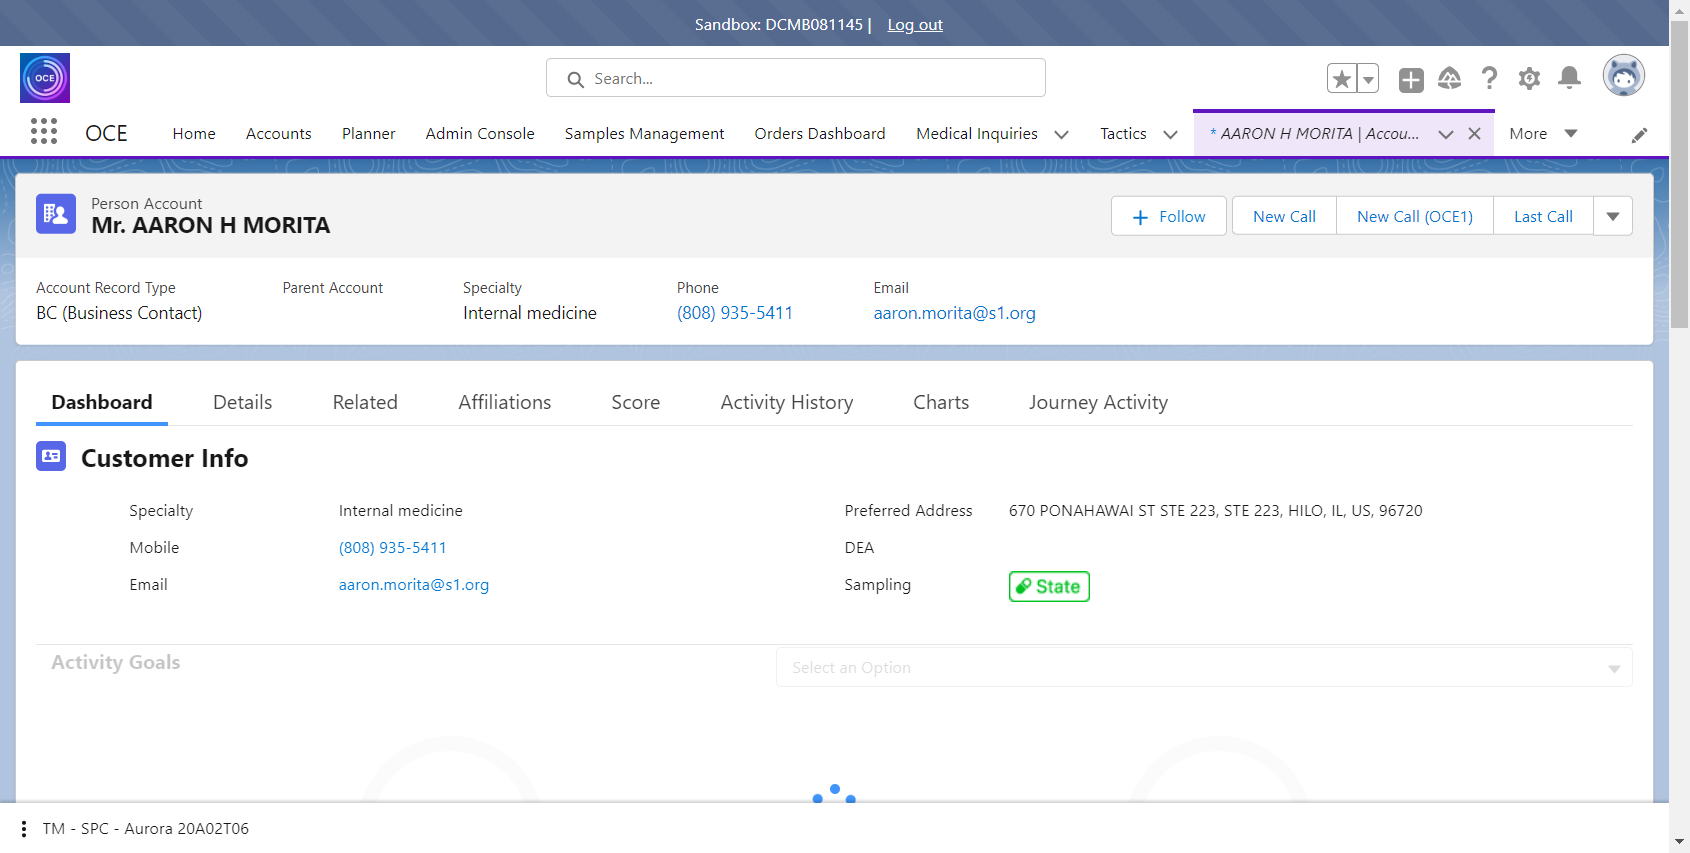 Sandbox: DCMB081145 | Log out
OCE
Search...
OCE Home Accounts Planner Admin Console Samples Management Orders Dashboard Medical Inquiries Tactics * AARON H MORITA | Accou... More
Person Account
Mr. AARON H MORITA
Follow New Call New Call (OCE1) Last Call
Account Record Type Parent Account Specialty Phone Email
BC (Business Contact) Internal medicine (808) 935-5411 aaron.morita@s1.org
Dashboard Details Related Affiliations Score Activity History Charts Journey Activity
Customer Info
Specialty Internal medicine Preferred Address 670 PONAHAWAI ST STE 223, STE 223, HILO, IL, US, 96720
Mobile (808) 935-5411 DEA
Email aaron.morita@s1.org Sampling State
Activity Goals Select an Option
TM - SPC - Aurora 20A02T06